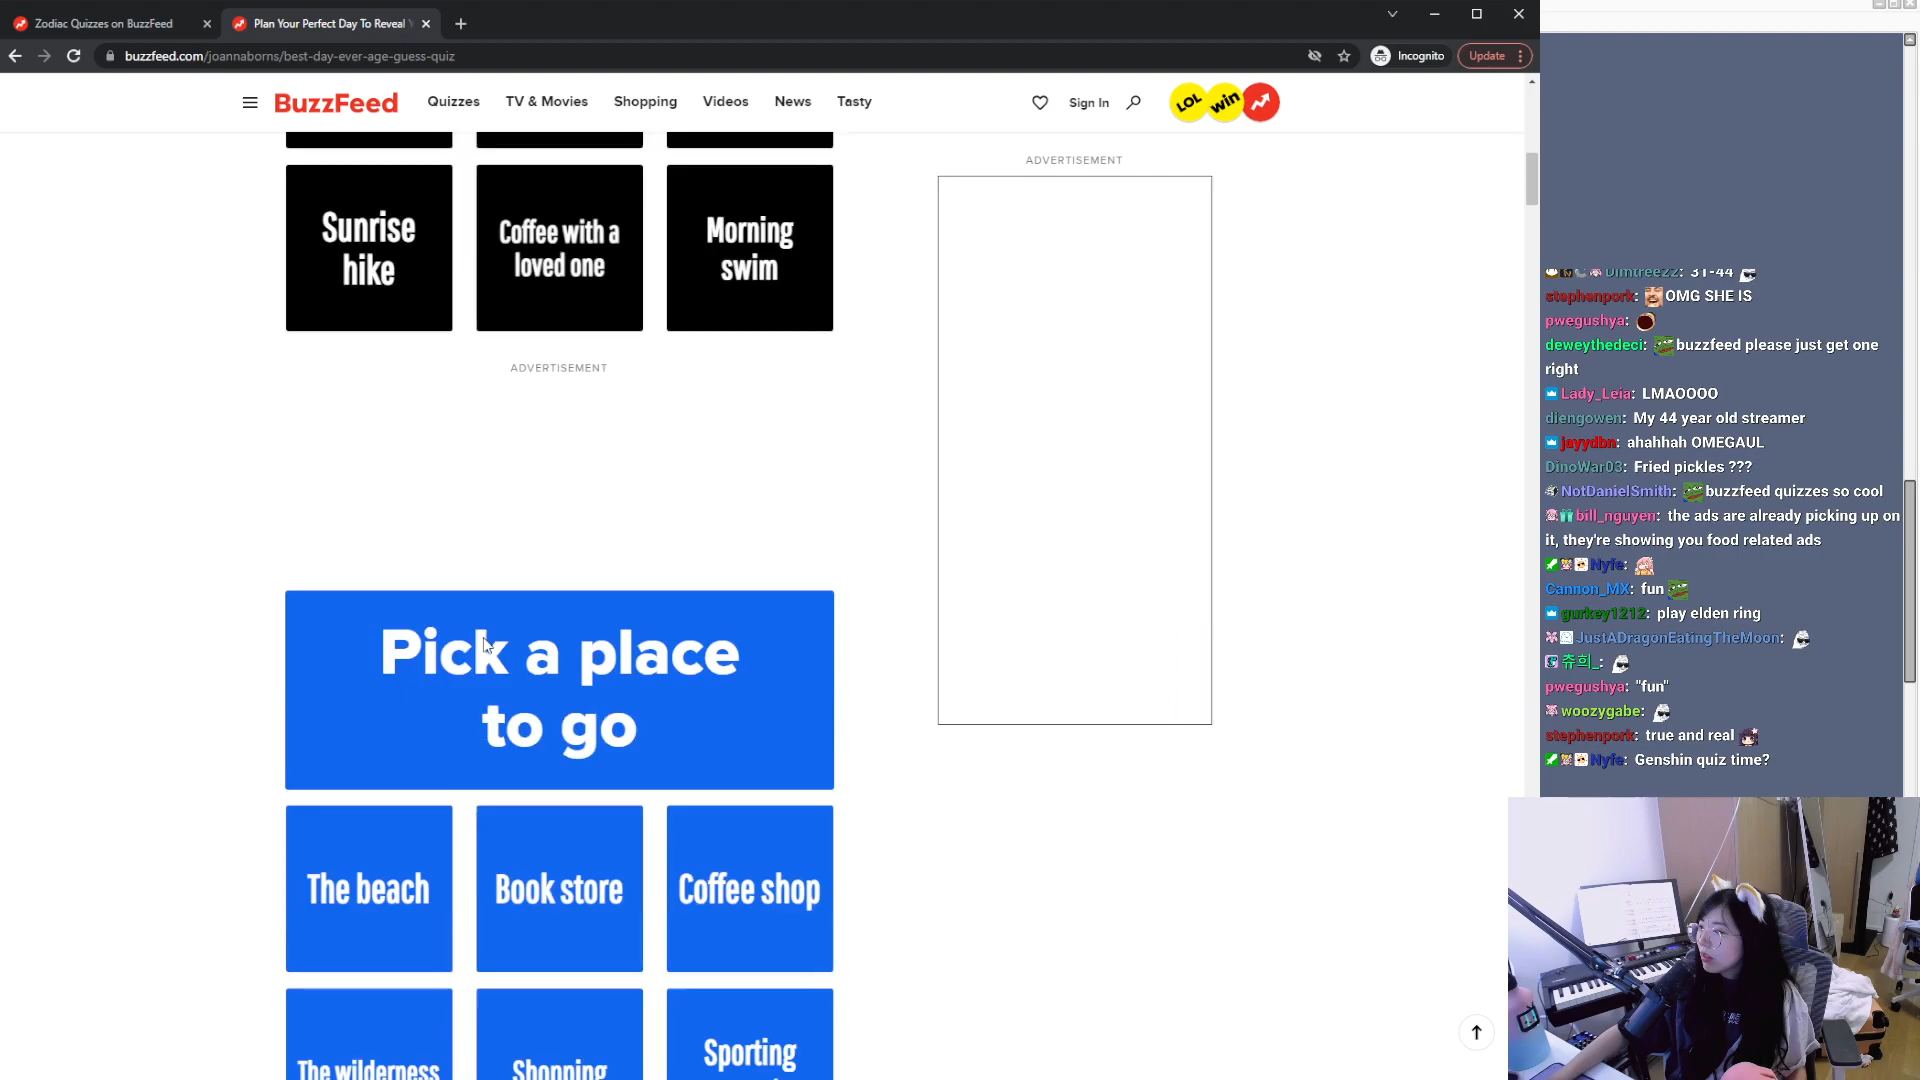 Zodiac Quizzes on BuzzFeed
Plan Your Perfect Day To Reveal
buzzfeed.com/joannaborns/best-day-ever-age-guess-quiz
Incognito
Update
BuzzFeed
Quizzes
TV & Movies
Shopping
Videos
News
Tasty
Sign In
LOL
win
Sunrise
hike
Coffee with a
loved one
Morning
swim
ADVERTISEMENT
ADVERTISEMENT
Pick a place
to go
The beach
Book store
Coffee shop
The wilderness
Shopping
Sporting
Dimtree22: 31-44
stephenpork: OMG SHE IS
pwegushya:
deweythedeci: buzzfeed please just get one
right
Lady_Leia: LMAOOOO
diengowen: My 44 year old streamer
jayydbn: ahahhah OMEGAUL
DinoWar03: Fried pickles ???
NotDanielSmith: buzzfeed quizzes so cool
bill_nguyen: the ads are already picking up on
it, they're showing you food related ads
Nyfe:
Cannon_MX: fun
gurkey1212: play elden ring
JustADragonEatingTheMoon:
츄희_:
pwegushya: "fun"
woozygabe:
stephenpork: true and real
Nyfe: Genshin quiz time?